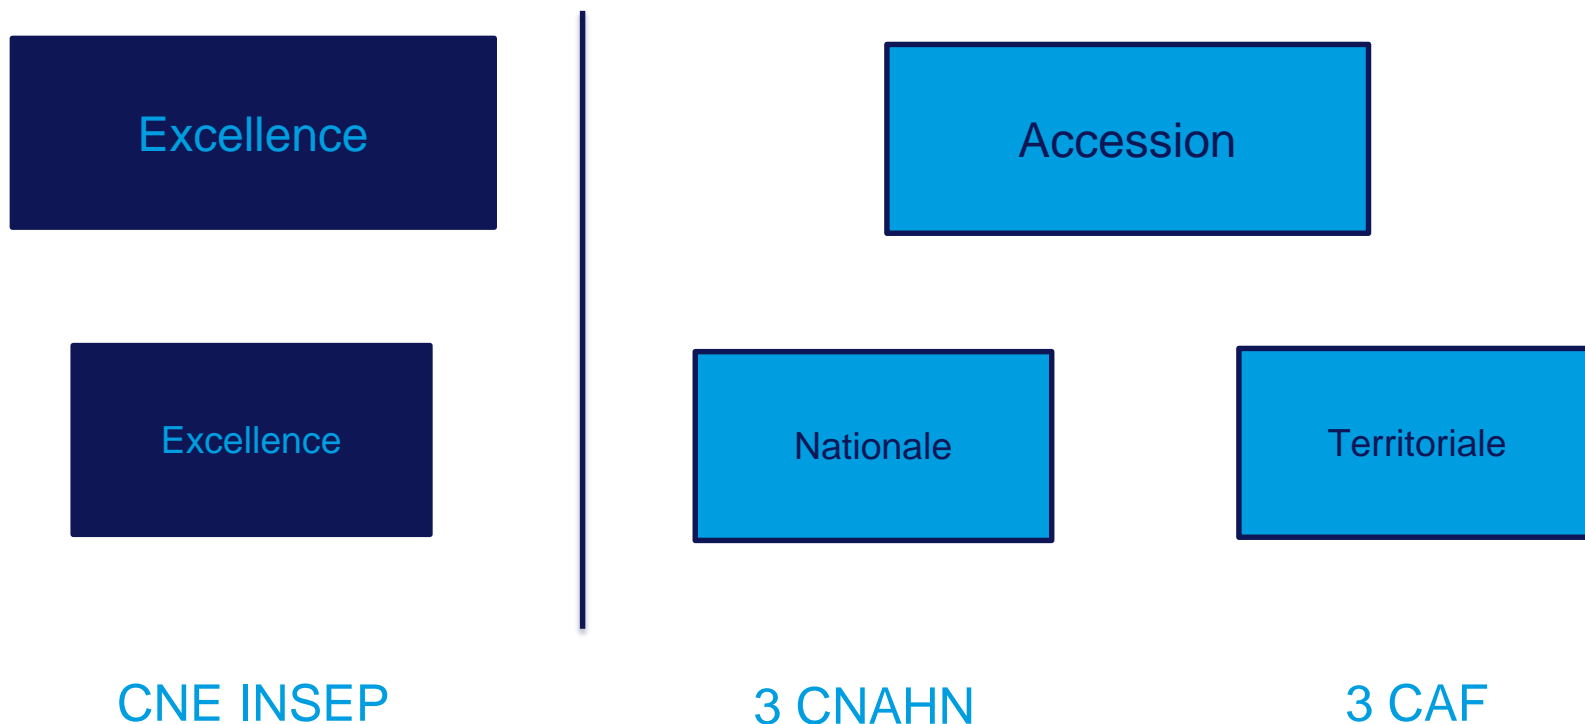 Excellence
Accession
Excellence
Nationale
Territoriale
CNE INSEP
3 CNAHN
3 CAF